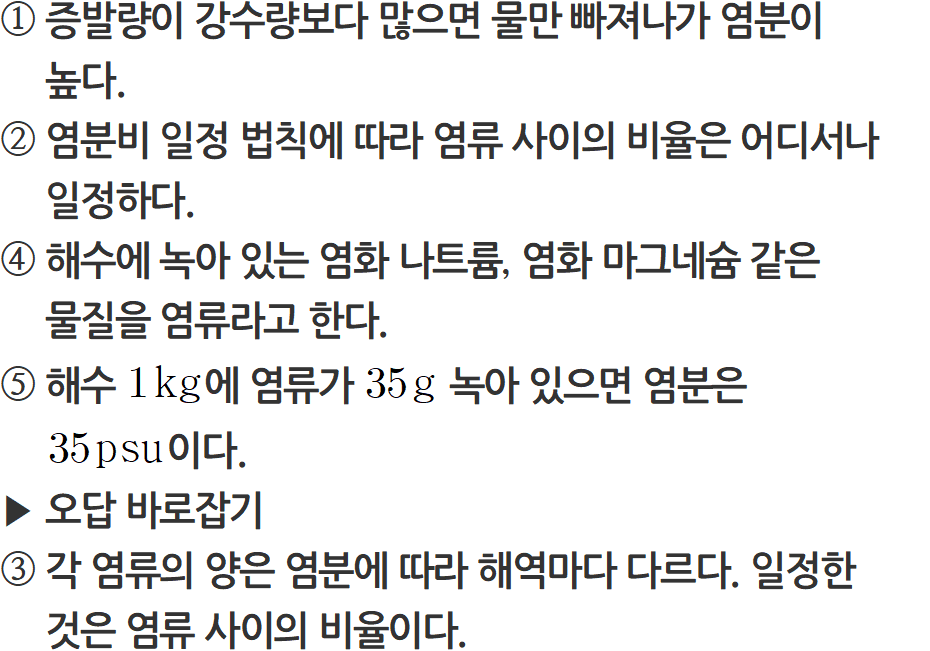 ① 증발량이 강수량보다 많으면 물만 빠져나가 염분이
높다.
② 염분비 일정 법칙에 따라 염류 사이의 비율은 어디서나
일정하다.
④ 해수에 녹아 있는 염화 나트륨, 염화 마그네슘 같은
물질을 염류라고 한다.
⑤ 해수 1kg에 염류가 35g 녹아 있으면 염분은
35psu이다.
▶ 오답 바로잡기
③ 각 염류의 양은 염분에 따라 해역마다 다르다. 일정한
것은 염류 사이의 비율이다.